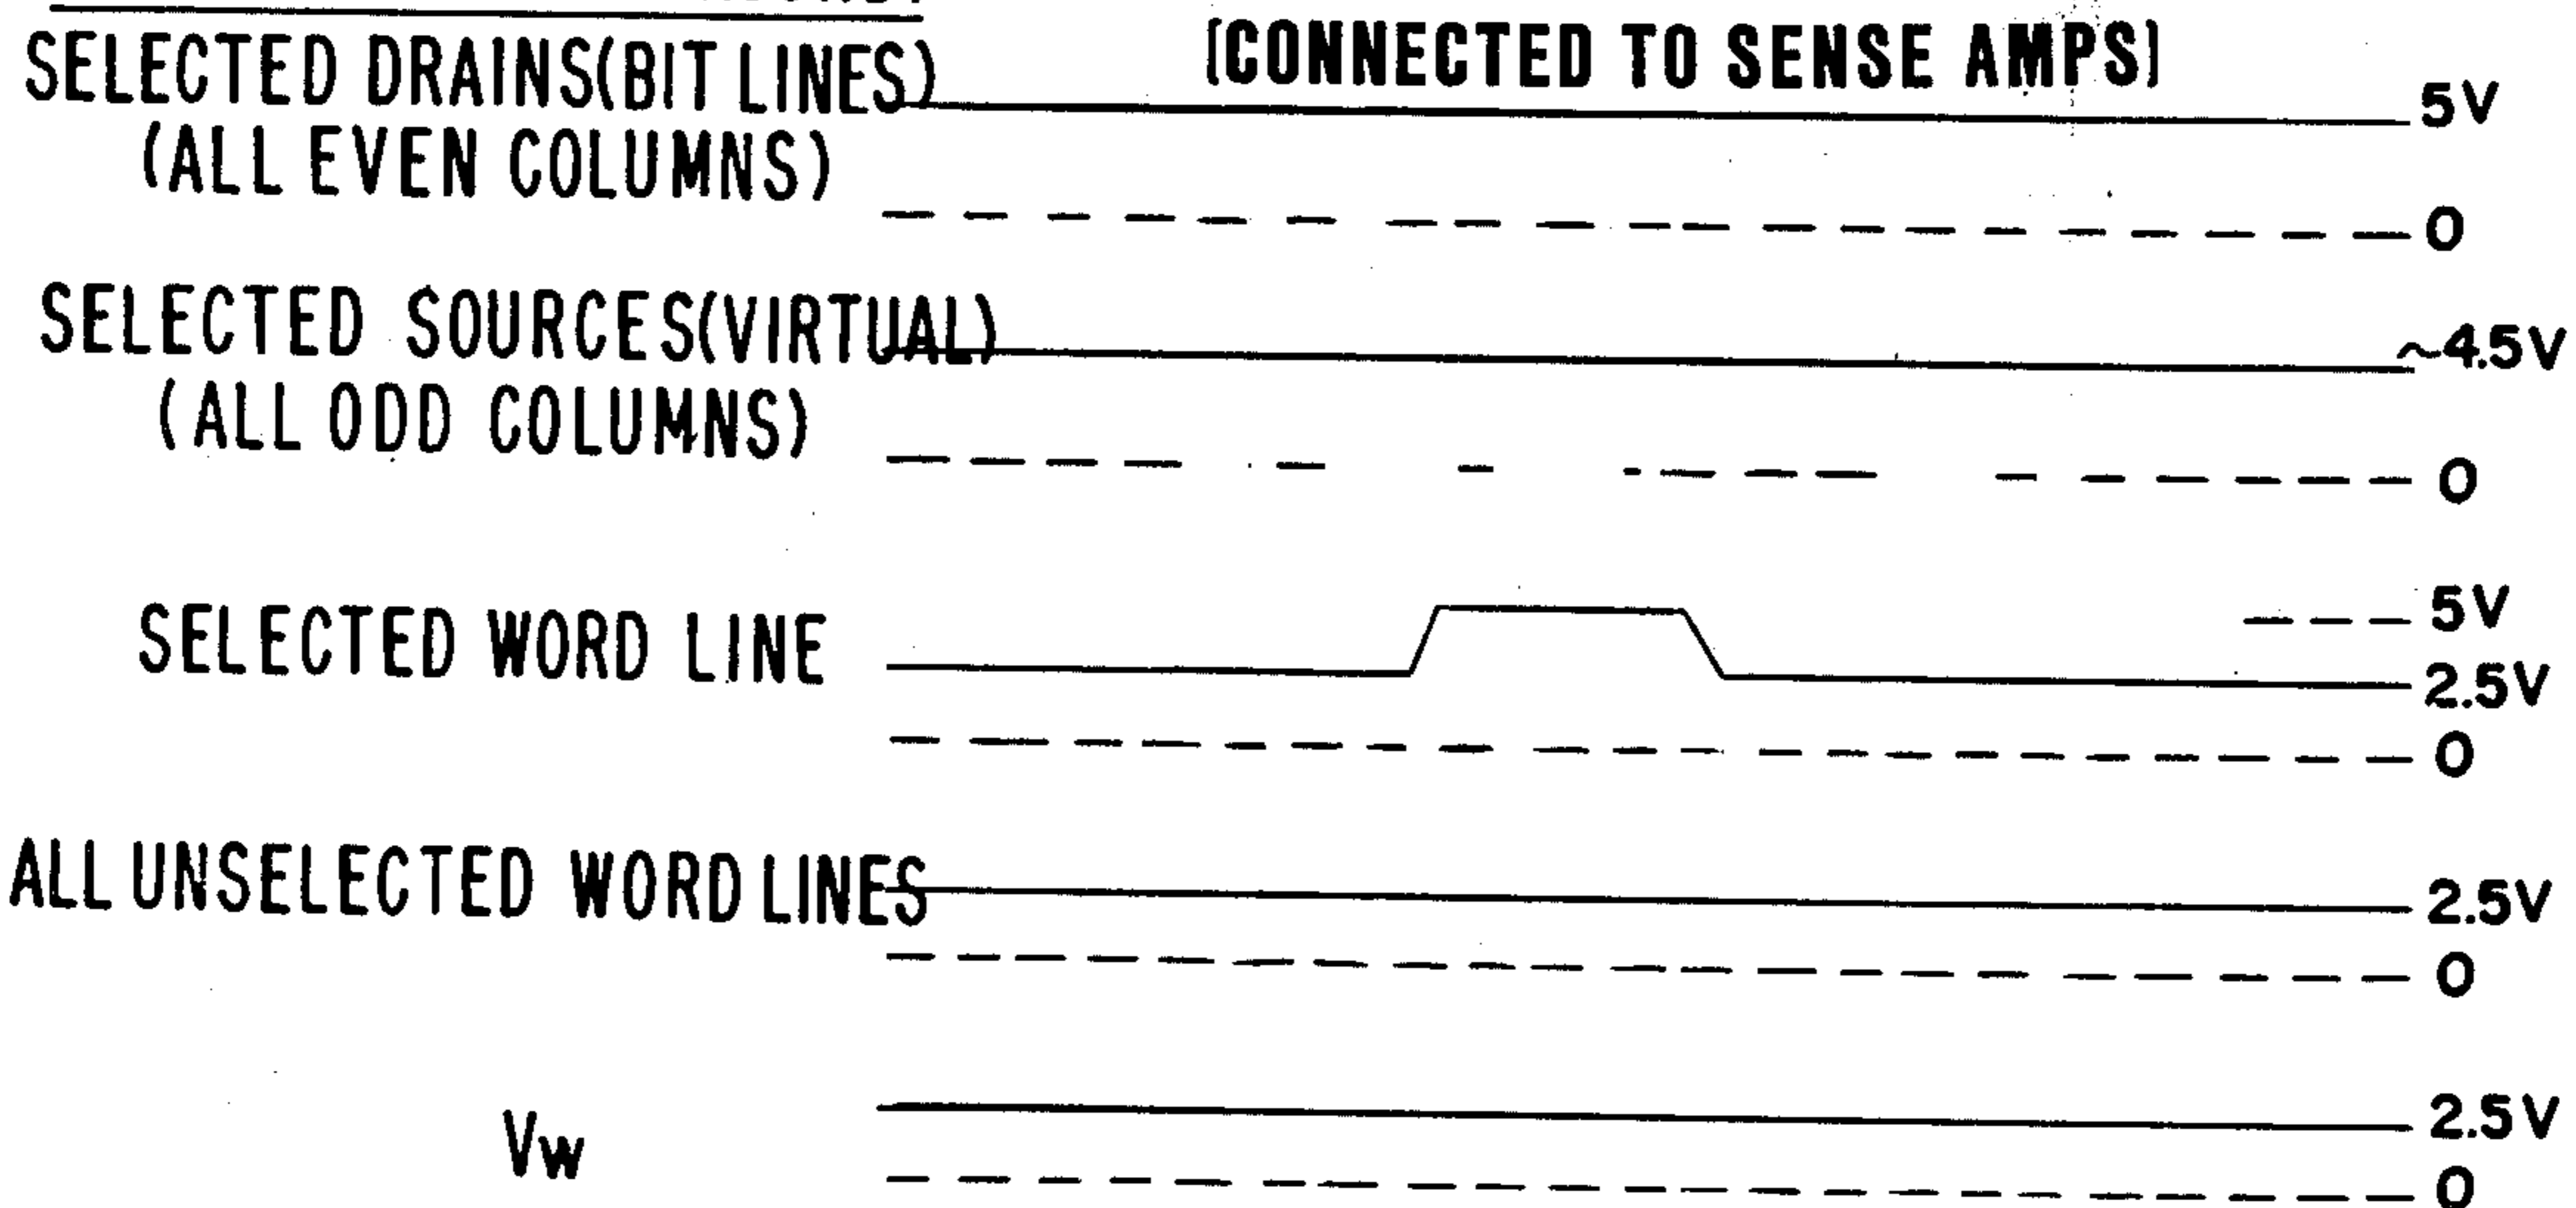 SELECTED DRAINS(BIT LINES)
[CONNECTED TO SENSE AMPS]
5V
(ALL EVEN COLUMNS)
0
SELECTED SOURCES(VIRTUAL)
~4.5V
(ALL ODD COLUMNS)
0
SELECTED WORD LINE
5V
2.5V
0
ALL UNSELECTED WORD LINES
2.5V
0
Vw
2.5V
0